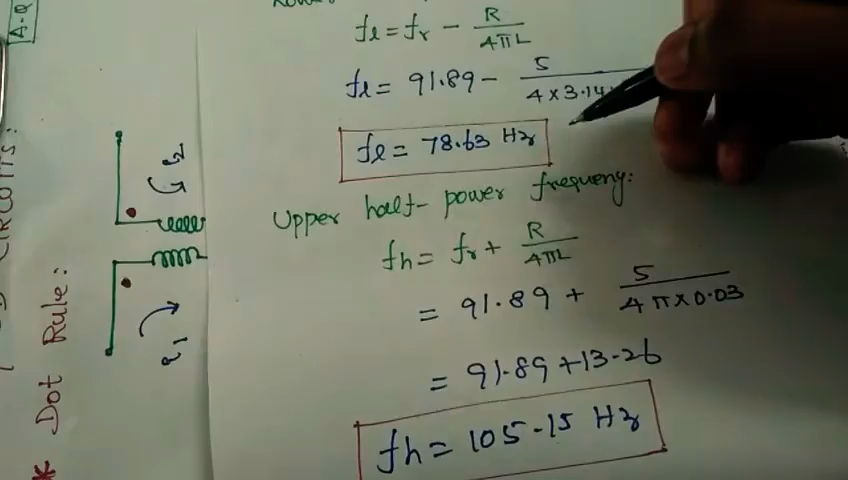 fl = fr - R/4πL
fl = 91.89 - 5/4 × 3.14
fl = 78.63 Hz
Upper half-power frequeny:
fh = fr + R/4πL
= 91.89 + 5/4π×0.03
= 91.89+13.26
fh = 105.15 Hz
* Dot Rule: